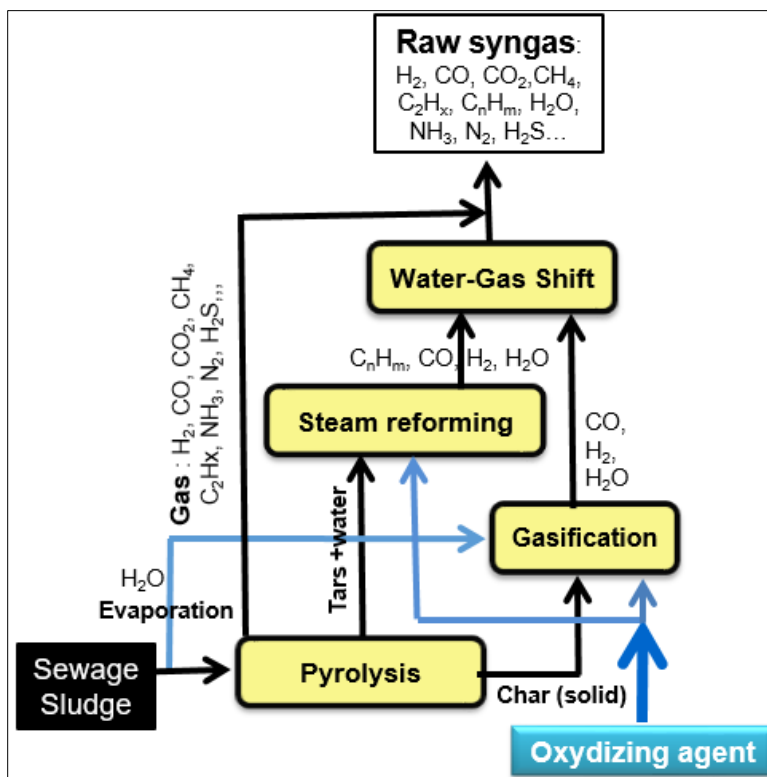 Raw syngas:
H₂, CO, CO₂,CH₄,
C₂Hₓ, CₙHₘ, H₂O,
NH₃, N₂, H₂S…
Water-Gas Shift
CₙHₘ, CO, H₂, H₂O
Steam reforming
Gas : H₂, CO, CO₂, CH₄,
C₂Hx, NH₃, N₂, H₂S,,,
CO,
H₂,
H₂O
Gasification
Tars +water
H₂O
Evaporation
Sewage
Sludge
Pyrolysis
Char (solid)
Oxydizing agent